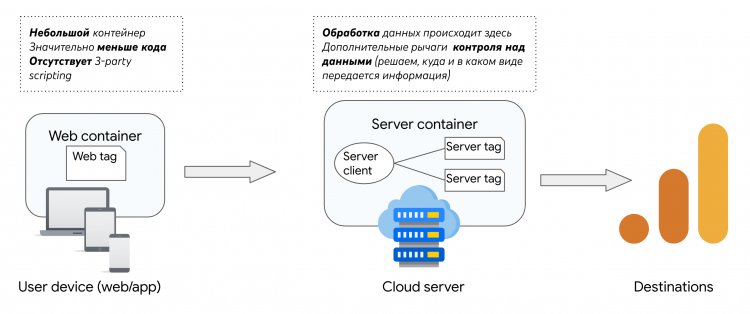 Небольшой контейнер
Значительно меньше кода
Отсутствует 3-party
scripting
Обработка данных происходит здесь
Дополнительные рычаги контроля над
данными (решаем, куда и в каком виде
передается информация)
Web container
Web tag
Server container
Server
client
Server tag
Server tag
User device (web/app)
Cloud server
Destinations